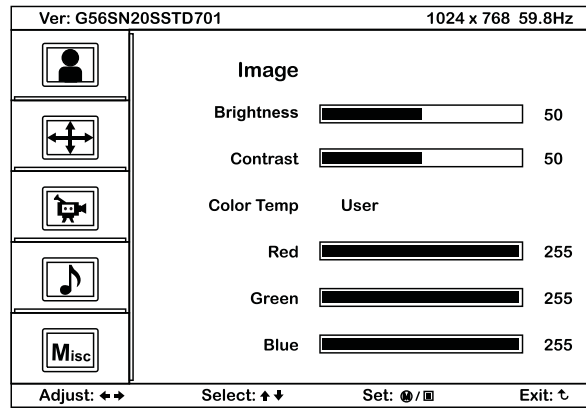 Ver: G56SN20SSTD701 1024 x 768 59.8Hz
Image
Brightness 50
Contrast 50
Color Temp User
Red 255
Green 255
Blue 255
Misc
Adjust: Select: Set: M / Exit: